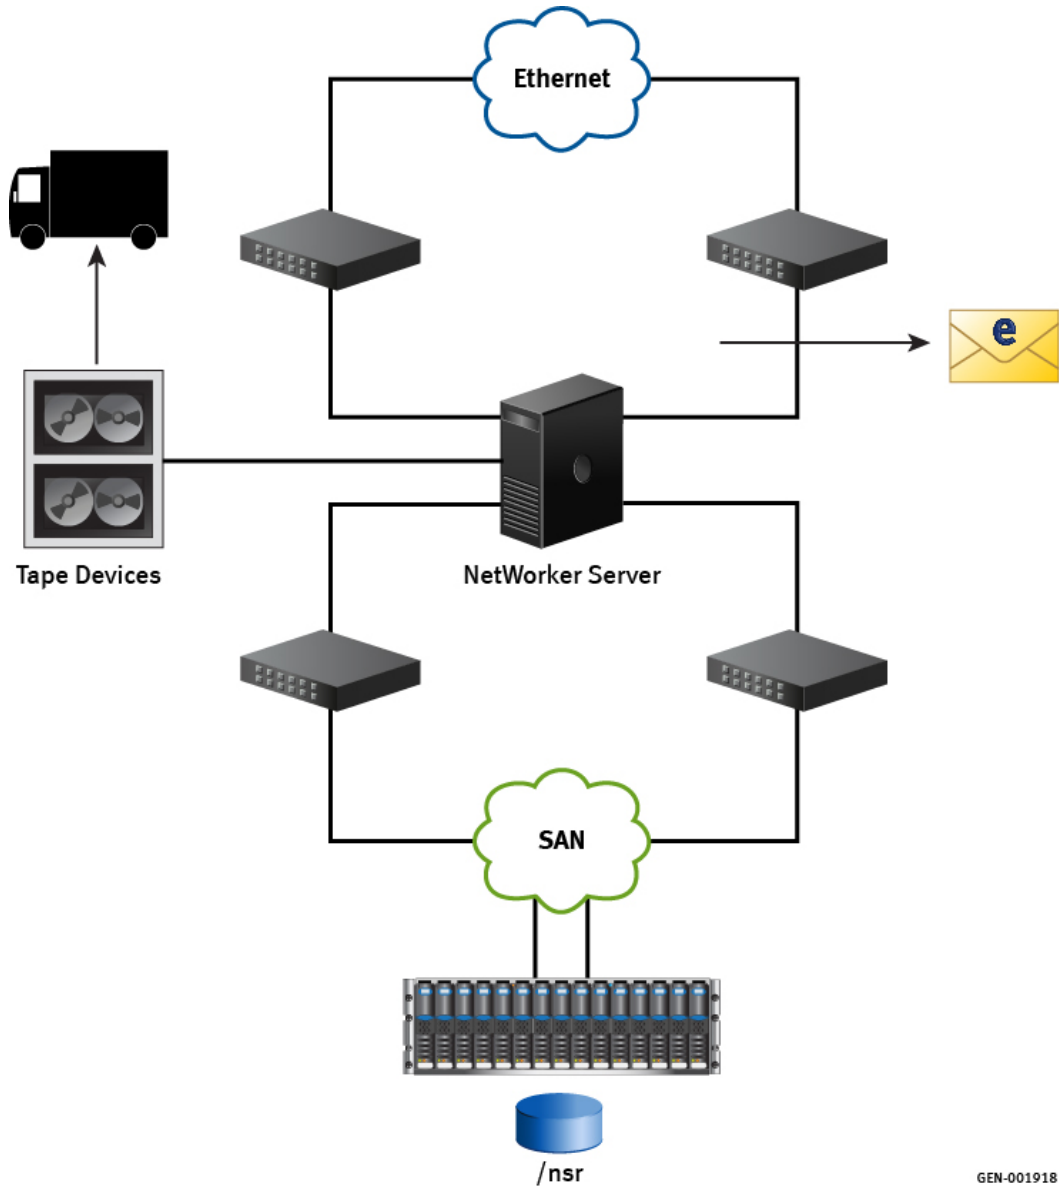 Ethernet
e
Tape Devices
NetWorker Server
SAN
/nsr
GEN-001918